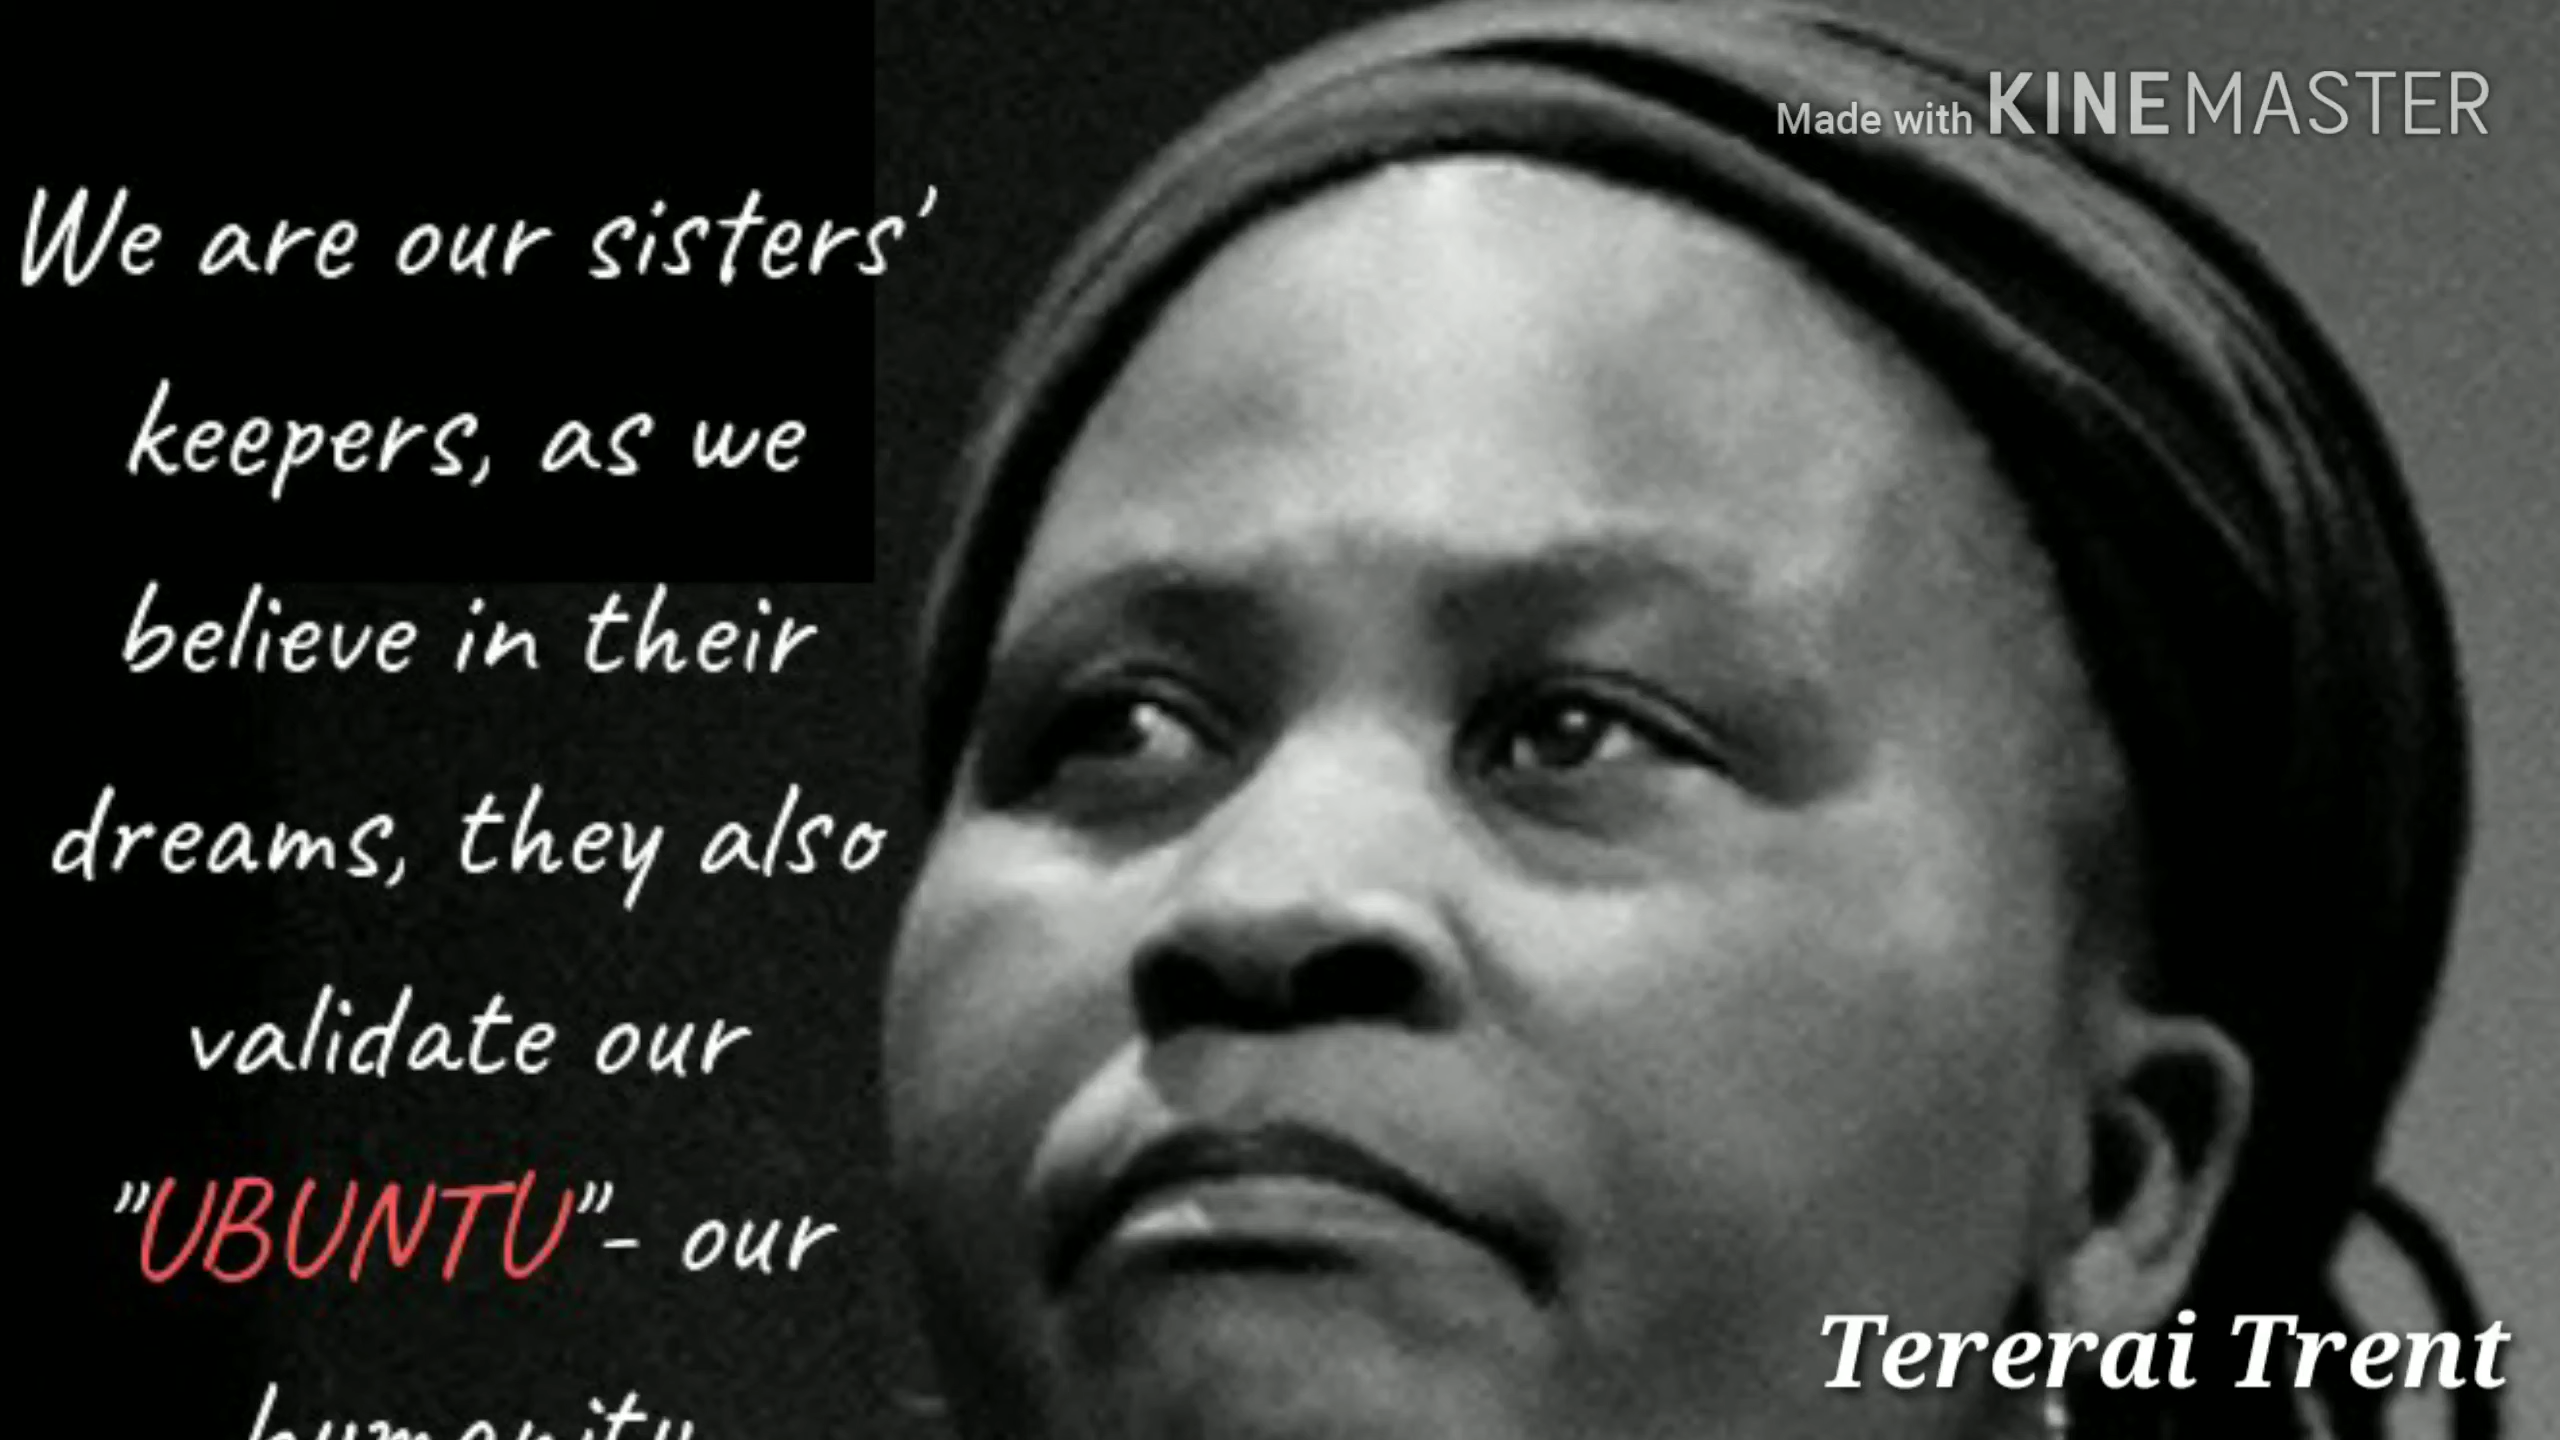 Made with KINEMASTER
We are our sisters'
keepers, as we
believe in their
dreams, they also
validate our
"UBUNTU"- our
humanity
Tererai Trent